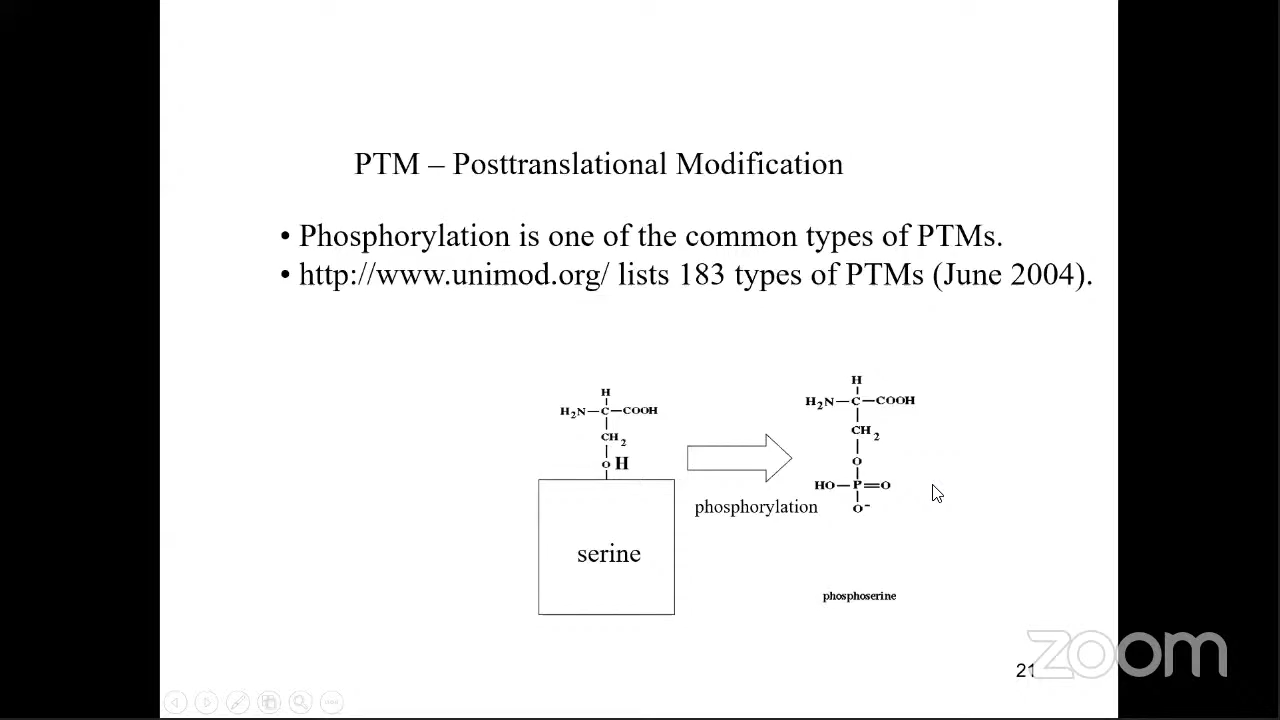 PTM – Posttranslational Modification
• Phosphorylation is one of the common types of PTMs.
• http://www.unimod.org/ lists 183 types of PTMs (June 2004).
H
H₂N—C—COOH
CH₂
O H
serine
phosphorylation
H
H₂N—C—COOH
CH₂
O
HO—P=O
O⁻
phosphoserine
21
zoom